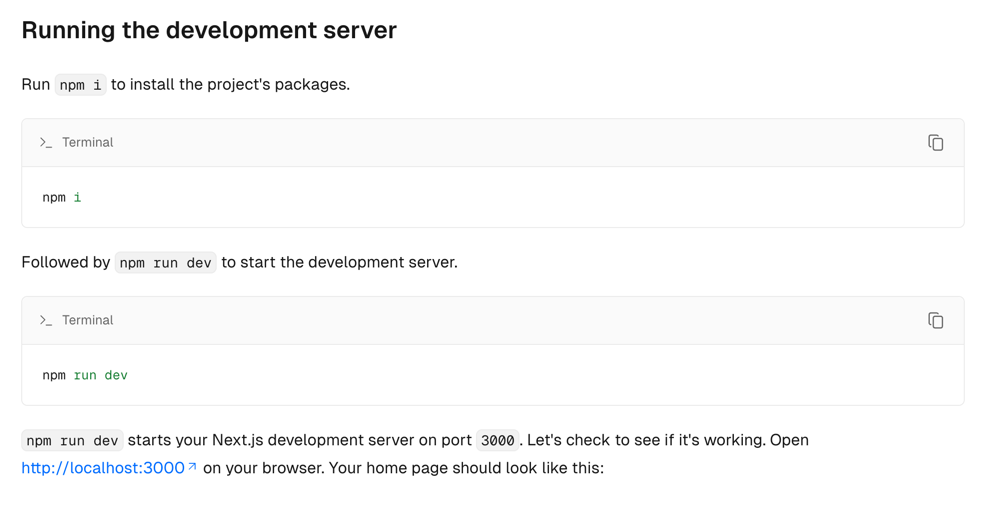 Running the development server
Run npm i to install the project's packages.
>_ Terminal
npm i
Followed by npm run dev to start the development server.
>_ Terminal
npm run dev
npm run dev starts your Next.js development server on port 3000. Let's check to see if it's working. Open
http://localhost:3000 on your browser. Your home page should look like this: